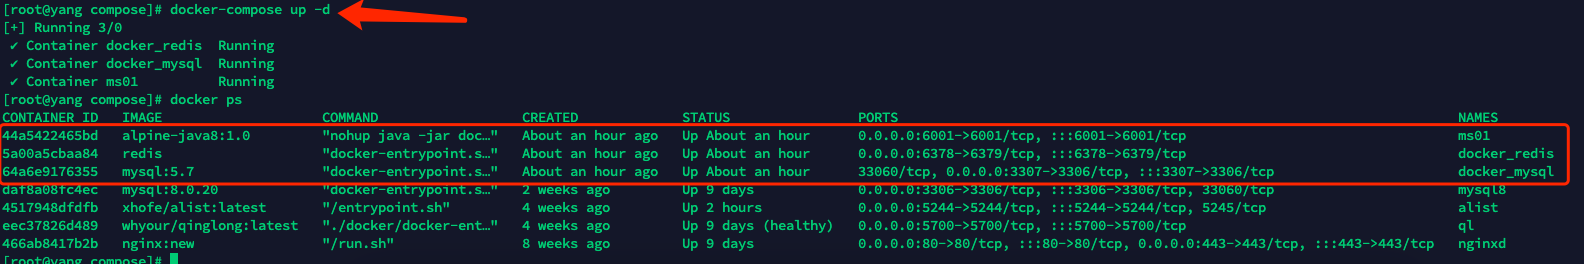 [root@yang compose]# docker-compose up -d
[+] Running 3/0
✔ Container docker_redis  Running
✔ Container docker_mysql  Running
✔ Container ms01          Running
[root@yang compose]# docker ps
CONTAINER ID   IMAGE                    COMMAND                  CREATED             STATUS                PORTS                                                                      NAMES
44a5422465bd   alpine-java8:1.0         "nohup java -jar doc…"   About an hour ago   Up About an hour      0.0.0.0:6001->6001/tcp, :::6001->6001/tcp                                  ms01
5a00a5cbaa84   redis                    "docker-entrypoint.s…"   About an hour ago   Up About an hour      0.0.0.0:6378->6379/tcp, :::6378->6379/tcp                                  docker_redis
64a6e9176355   mysql:5.7                "docker-entrypoint.s…"   About an hour ago   Up About an hour      33060/tcp, 0.0.0.0:3307->3306/tcp, :::3307->3306/tcp                       docker_mysql
daf8a08fc4ec   mysql:8.0.20             "docker-entrypoint.s…"   2 weeks ago         Up 9 days             0.0.0.0:3306->3306/tcp, :::3306->3306/tcp, 33060/tcp                       mysql8
4517948dfdfb   xhofe/alist:latest       "/entrypoint.sh"         4 weeks ago         Up 2 hours            0.0.0.0:5244->5244/tcp, :::5244->5244/tcp, 5245/tcp                        alist
eec37826d489   whyour/qinglong:latest   "./docker/docker-ent…"   4 weeks ago         Up 9 days (healthy)   0.0.0.0:5700->5700/tcp, :::5700->5700/tcp                                  ql
466ab8417b2b   nginx:new                "/run.sh"                8 weeks ago         Up 9 days             0.0.0.0:80->80/tcp, :::80->80/tcp, 0.0.0.0:443->443/tcp, :::443->443/tcp   nginxd
[root@yang compose]#